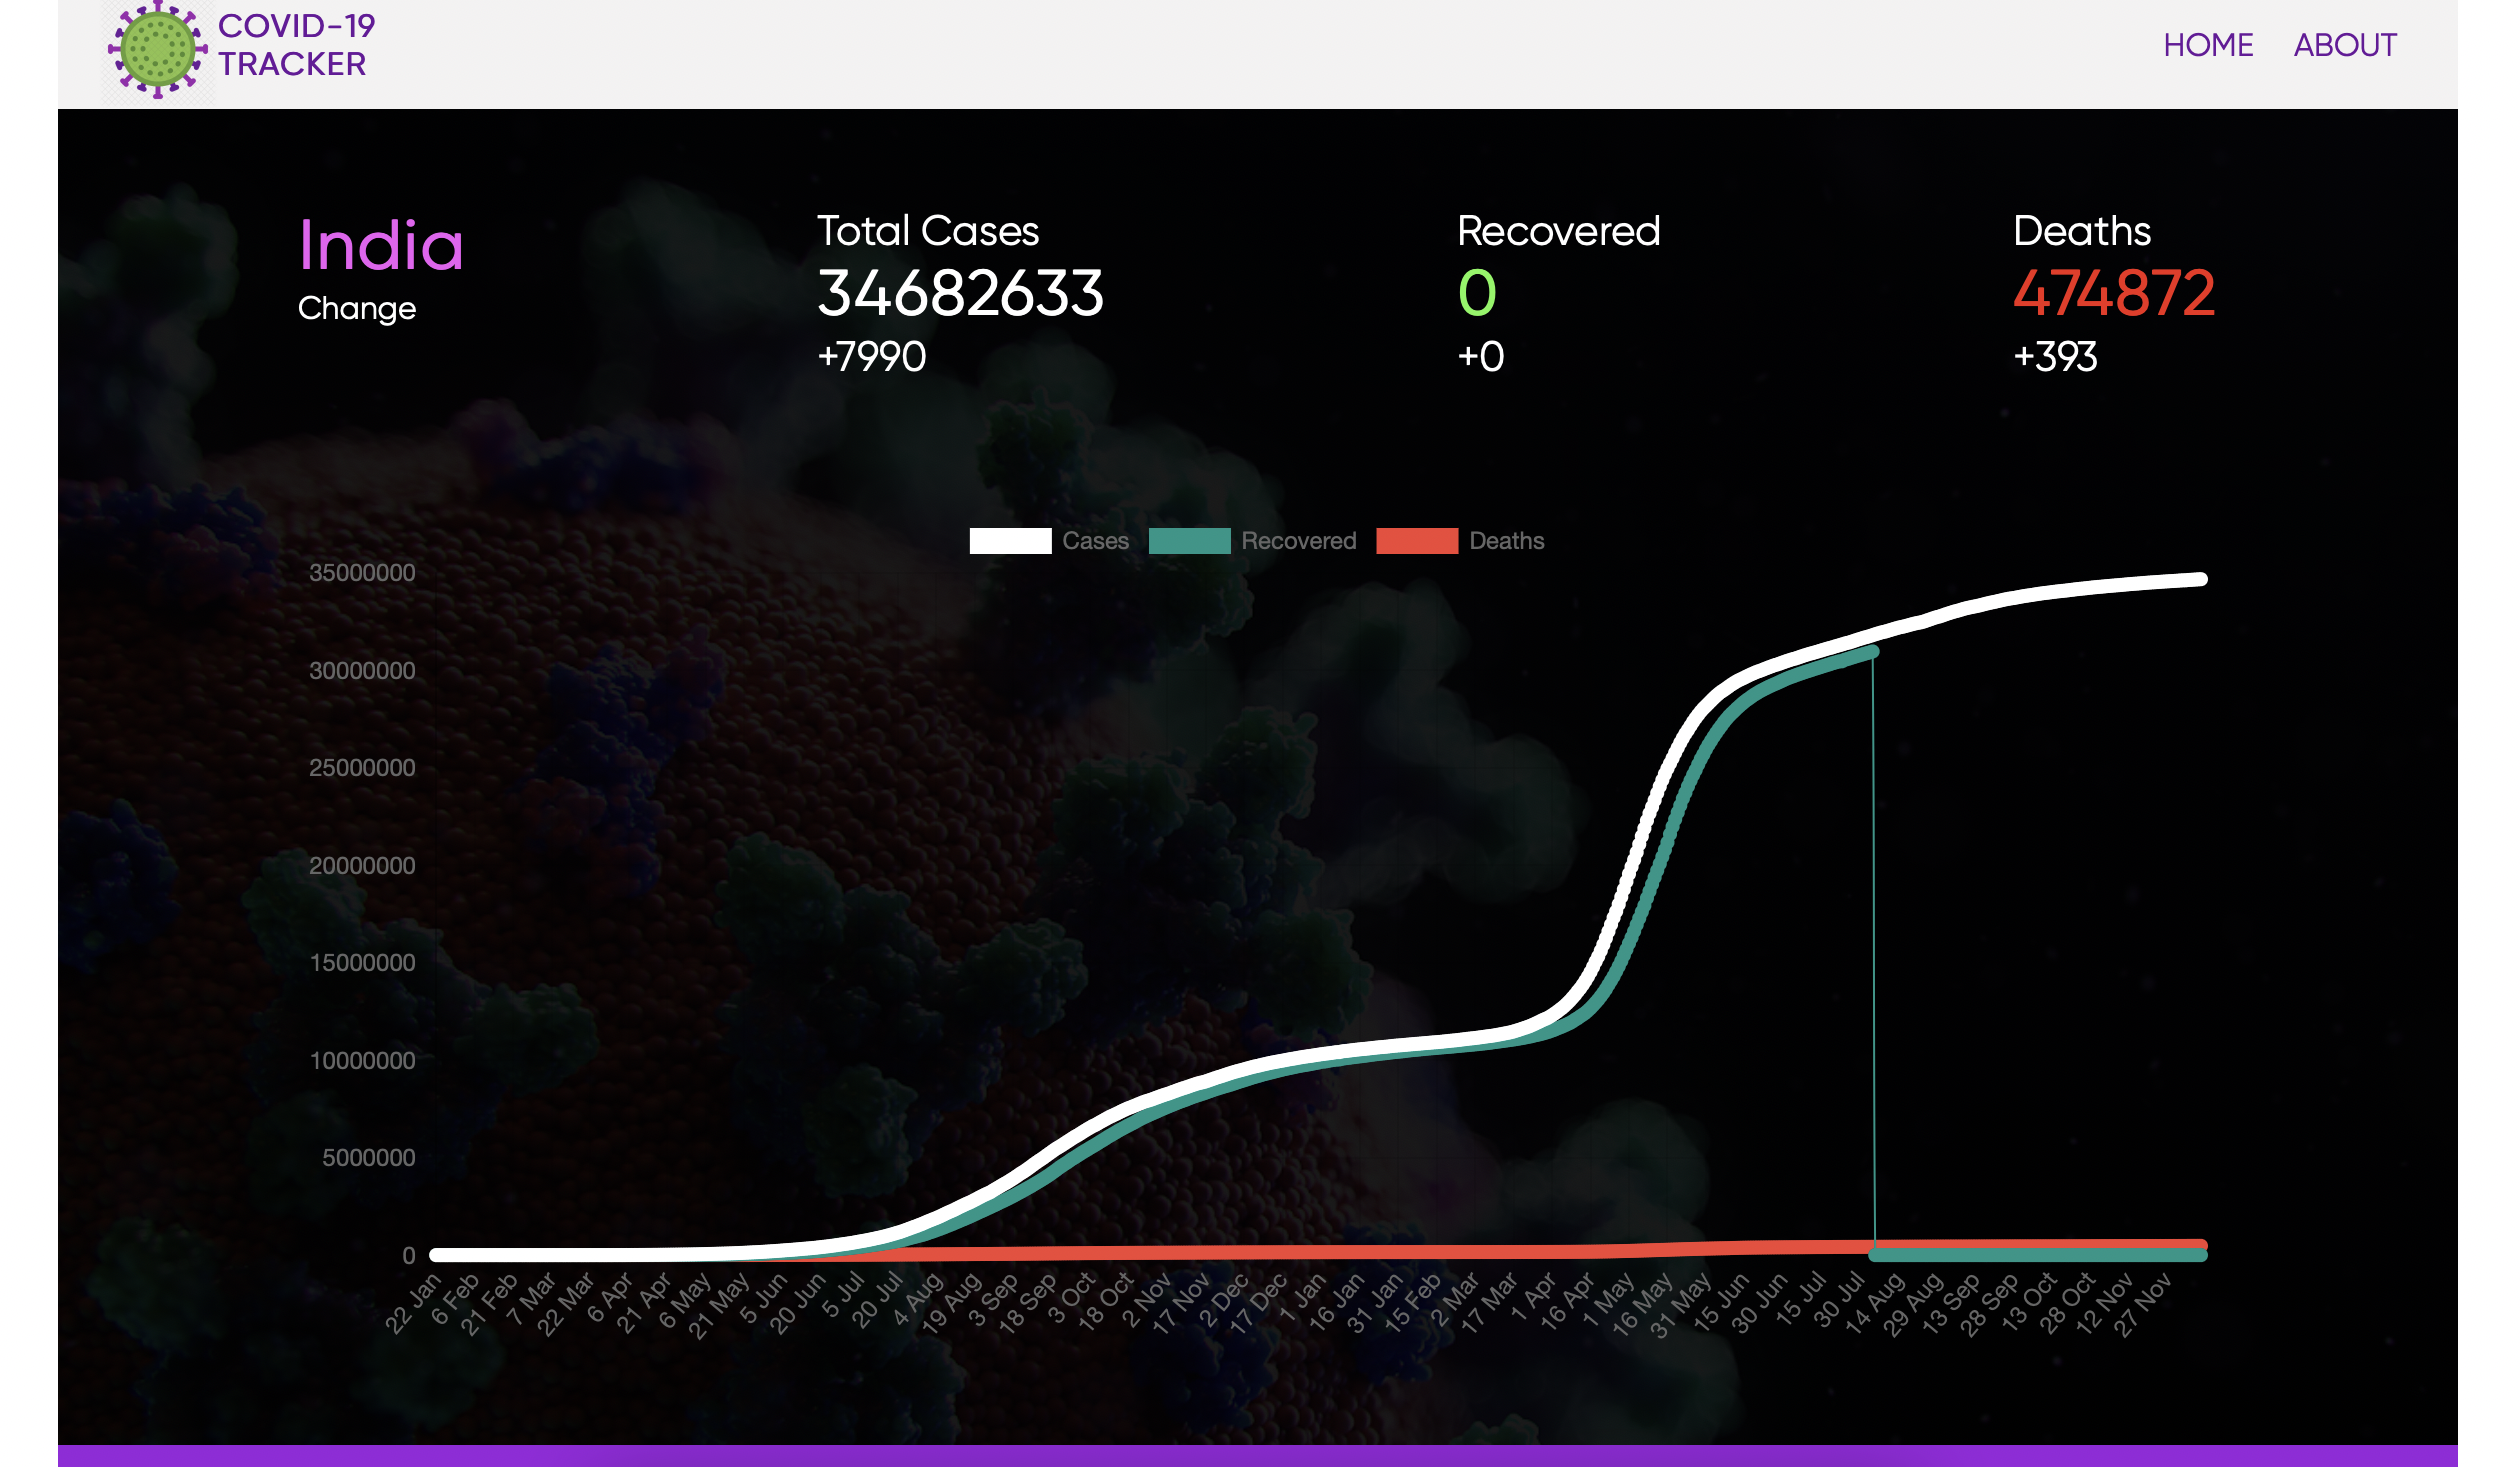 COVID-19
TRACKER
HOME ABOUT
India
Change
Total Cases
34682633
+7990
Recovered
0
+0
Deaths
474872
+393
Cases Recovered Deaths
35000000
30000000
25000000
20000000
15000000
10000000
5000000
0
22 Jan
6 Feb
21 Feb
7 Mar
22 Mar
6 Apr
21 Apr
6 May
21 May
5 Jun
20 Jun
5 Jul
20 Jul
4 Aug
19 Aug
3 Sep
18 Sep
3 Oct
18 Oct
2 Nov
17 Nov
2 Dec
17 Dec
1 Jan
16 Jan
31 Jan
15 Feb
2 Mar
17 Mar
1 Apr
16 Apr
1 May
16 May
31 May
15 Jun
30 Jun
15 Jul
30 Jul
14 Aug
29 Aug
13 Sep
28 Sep
13 Oct
28 Oct
12 Nov
27 Nov